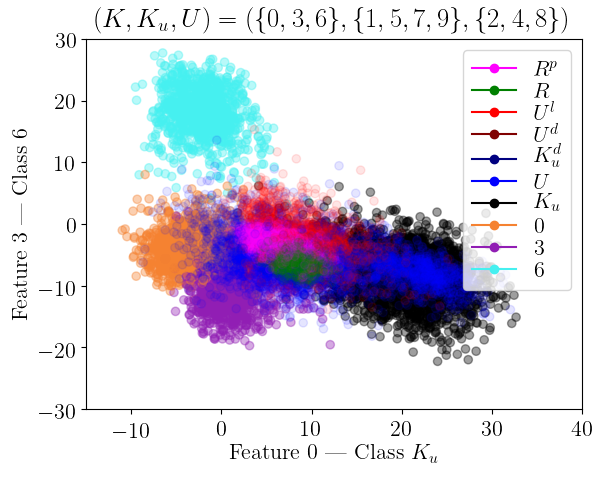 (K, K_u, U) = ({0, 3, 6}, {1, 5, 7, 9}, {2, 4, 8})
30
20
10
0
−10
−20
−30
Feature 3 — Class 6
R^p
R
U^l
U^d
K_u^d
U
K_u
0
3
6
−10 0 10 20 30 40
Feature 0 — Class K_u